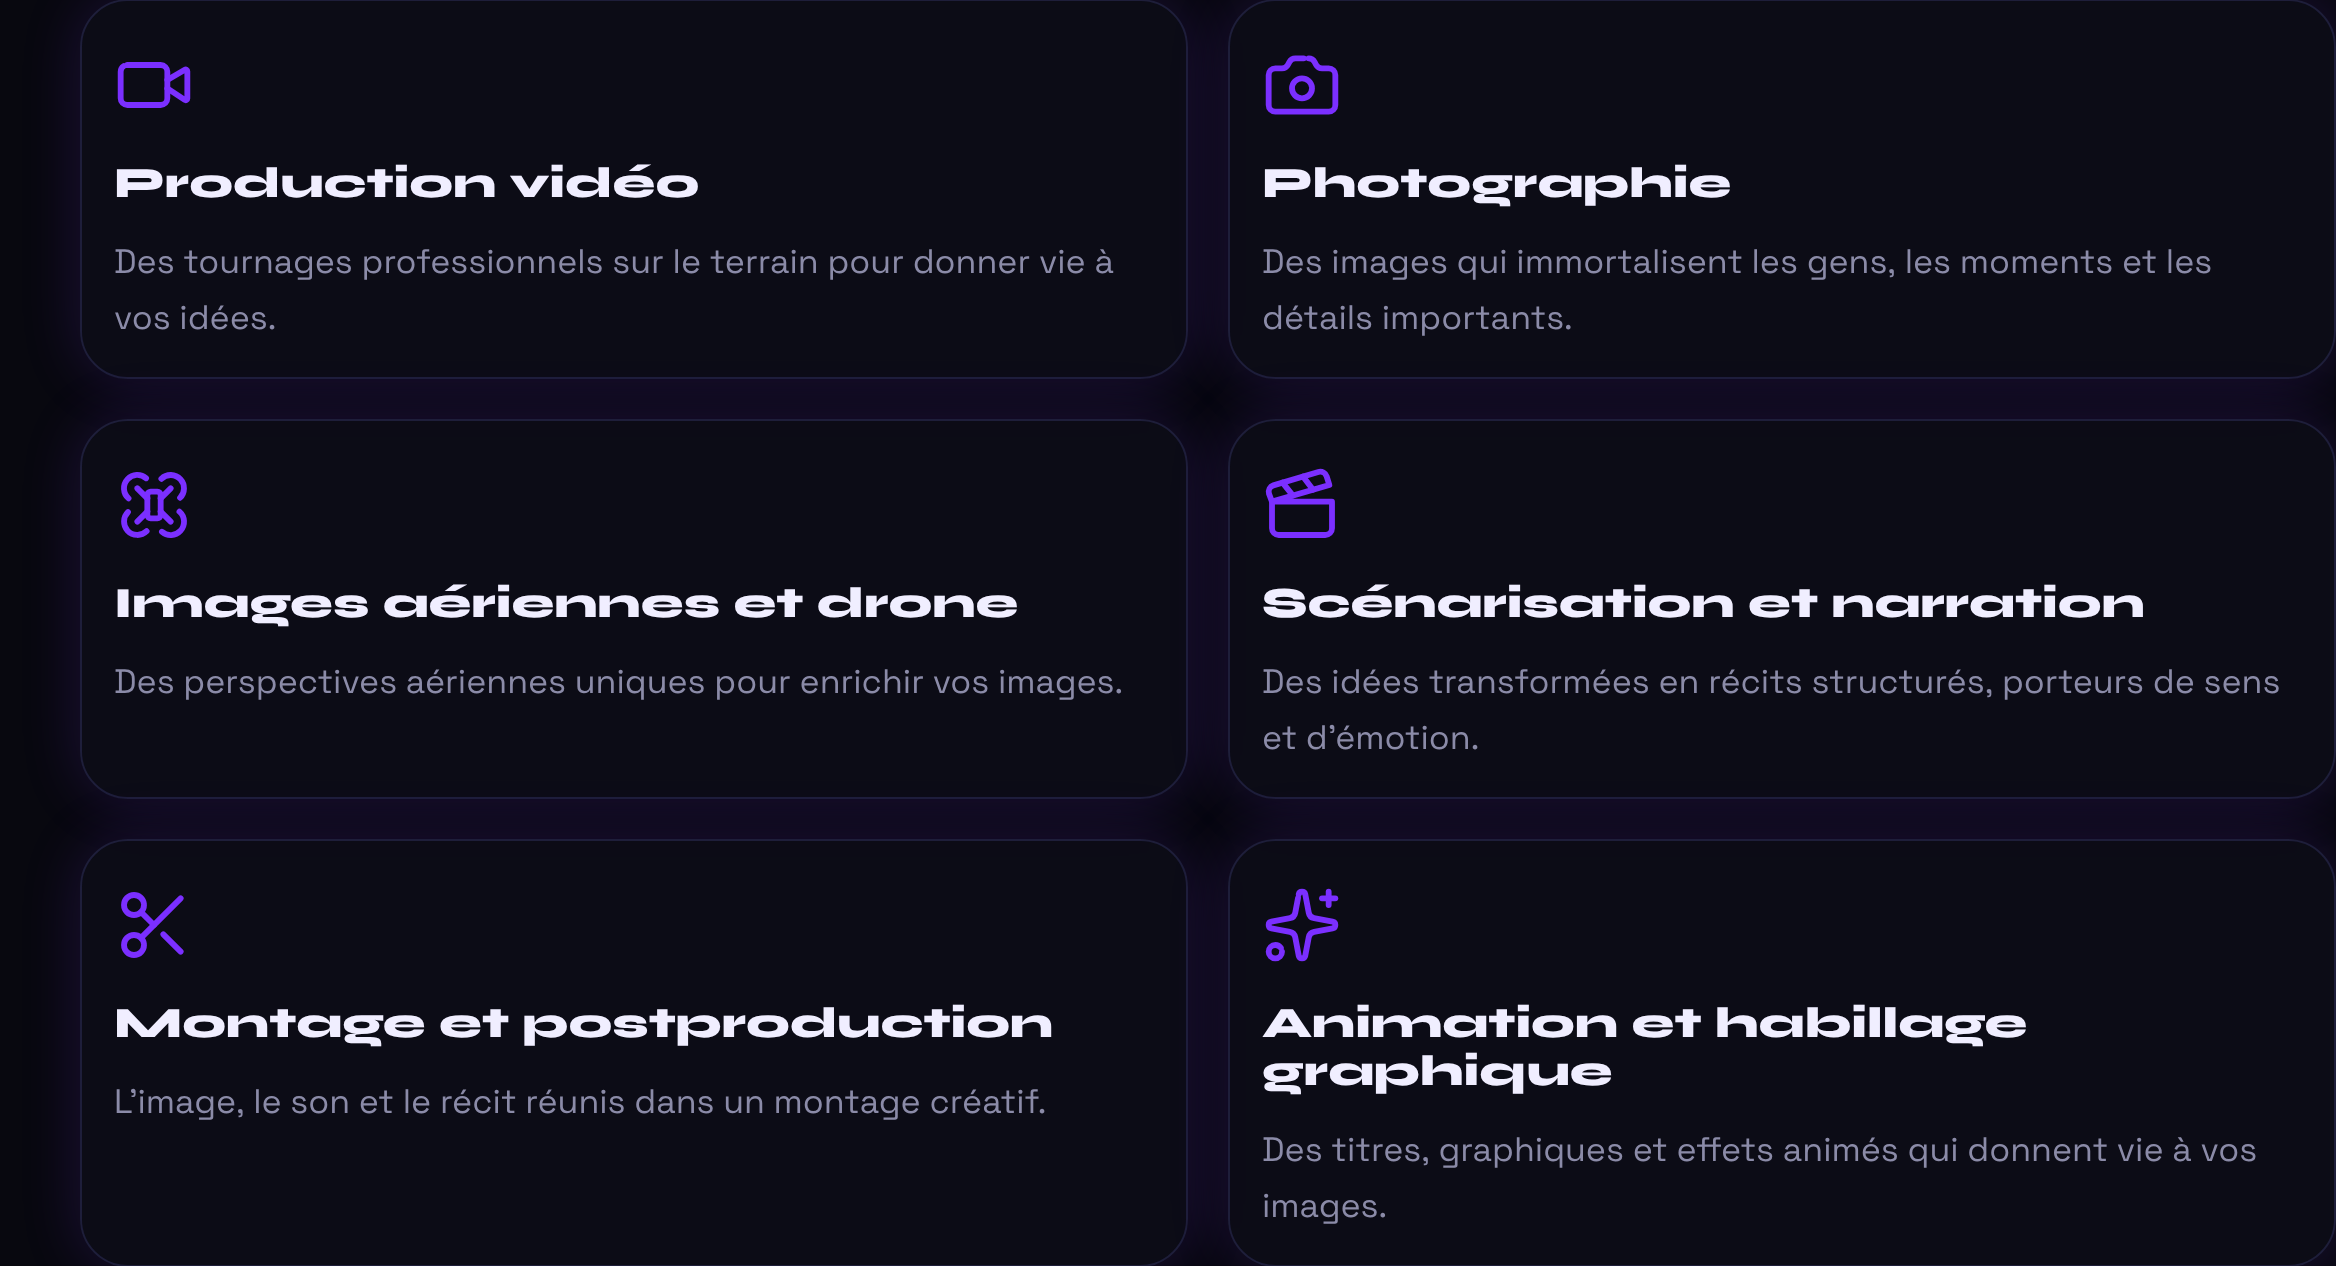 Production vidéo
Des tournages professionnels sur le terrain pour donner vie à
vos idées.
Photographie
Des images qui immortalisent les gens, les moments et les
détails importants.
Images aériennes et drone
Des perspectives aériennes uniques pour enrichir vos images.
Scénarisation et narration
Des idées transformées en récits structurés, porteurs de sens
et d’émotion.
Montage et postproduction
L’image, le son et le récit réunis dans un montage créatif.
Animation et habillage
graphique
Des titres, graphiques et effets animés qui donnent vie à vos
images.